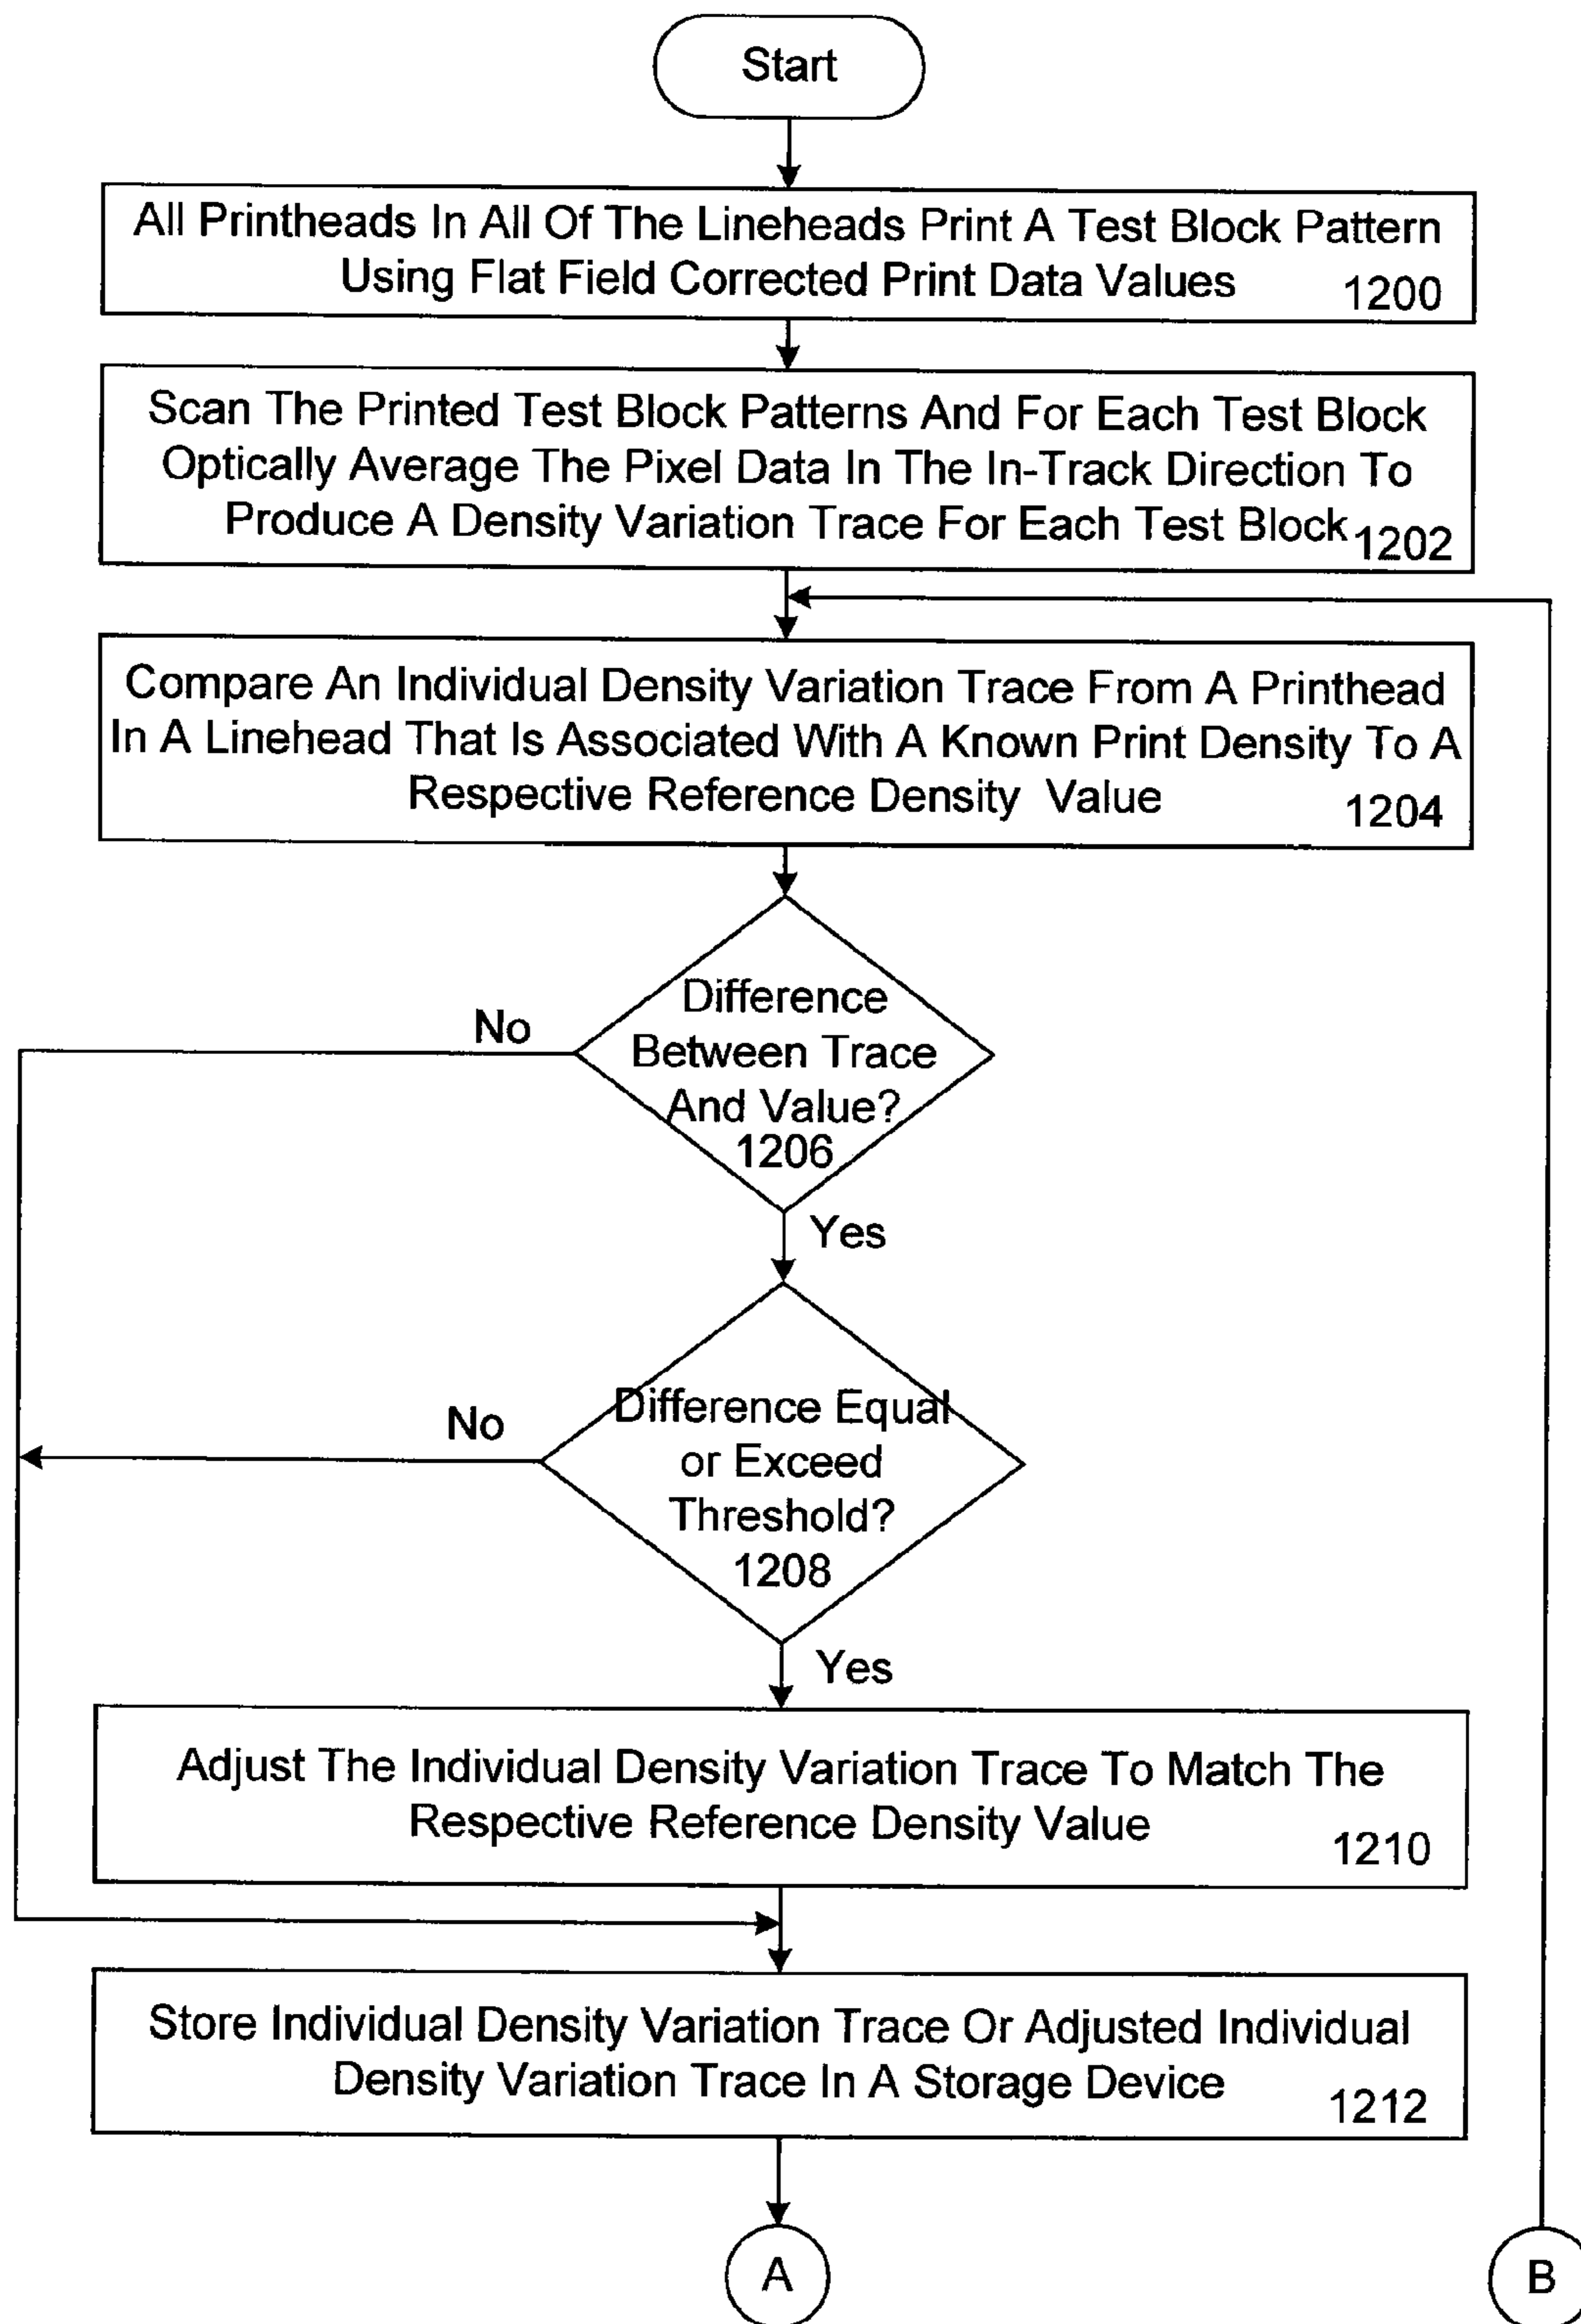 Start
All Printheads In All Of The Lineheads Print A Test Block Pattern
Using Flat Field Corrected Print Data Values 1200
Scan The Printed Test Block Patterns And For Each Test Block
Optically Average The Pixel Data In The In-Track Direction To
Produce A Density Variation Trace For Each Test Block 1202
Compare An Individual Density Variation Trace From A Printhead
In A Linehead That Is Associated With A Known Print Density To A
Respective Reference Density Value 1204
Difference
Between Trace
And Value?
1206
No
Yes
Difference Equal
or Exceed
Threshold?
1208
No
Yes
Adjust The Individual Density Variation Trace To Match The
Respective Reference Density Value 1210
Store Individual Density Variation Trace Or Adjusted Individual
Density Variation Trace In A Storage Device 1212
A
B